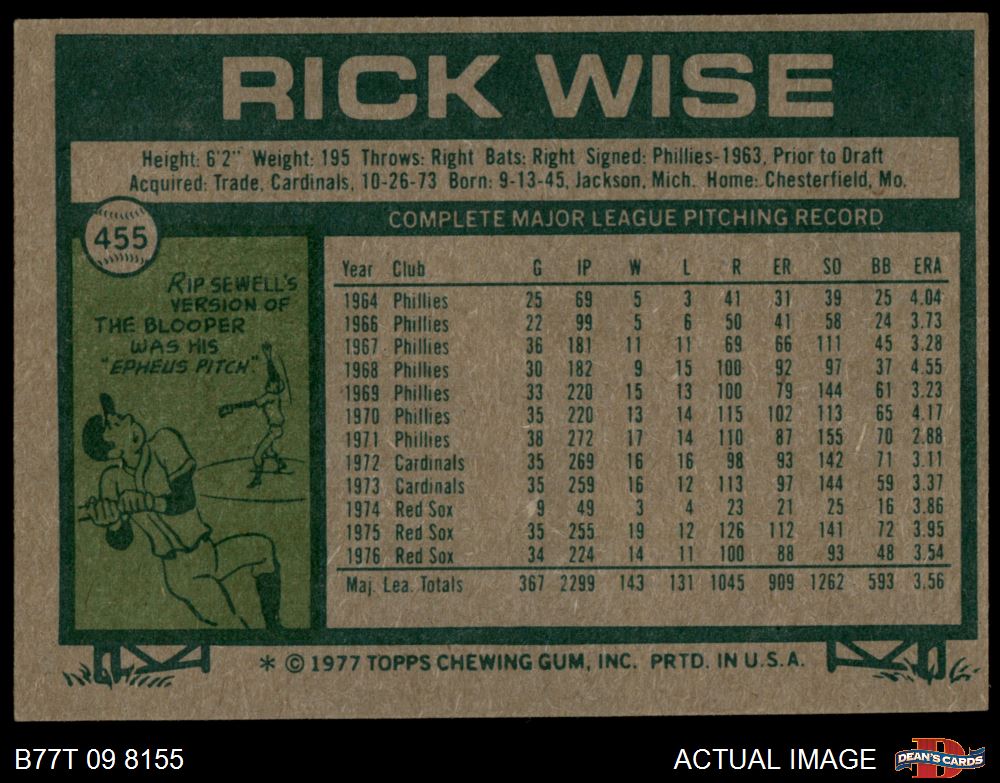 RICK WISE
Height: 6'2" Weight: 195 Throws: Right Bats: Right Signed: Phillies-1963, Prior to Draft
Acquired: Trade, Cardinals, 10-26-73 Born: 9-13-45, Jackson, Mich. Home: Chesterfield, Mo.
455
RIP SEWELL'S
VERSION OF
THE BLOOPER
WAS HIS
"EPHEUS PITCH".
COMPLETE MAJOR LEAGUE PITCHING RECORD
Year Club G IP W L R ER SO BB ERA
1964 Phillies 25 69 5 3 41 31 39 25 4.04
1966 Phillies 22 99 5 6 50 41 58 24 3.73
1967 Phillies 36 181 11 11 69 66 111 45 3.28
1968 Phillies 30 182 9 15 100 92 97 37 4.55
1969 Phillies 33 220 15 13 100 79 144 61 3.23
1970 Phillies 35 220 13 14 115 102 113 65 4.17
1971 Phillies 38 272 17 14 110 87 155 70 2.88
1972 Cardinals 35 269 16 16 98 93 142 71 3.11
1973 Cardinals 35 259 16 12 113 97 144 59 3.37
1974 Red Sox 9 49 3 4 23 21 25 16 3.86
1975 Red Sox 35 255 19 12 126 112 141 72 3.95
1976 Red Sox 34 224 14 11 100 88 93 48 3.54
Maj. Lea. Totals 367 2299 143 131 1045 909 1262 593 3.56
* © 1977 TOPPS CHEWING GUM, INC. PRTD. IN U.S.A.
B77T 09 8155
ACTUAL IMAGE
D
DEAN'S CARDS